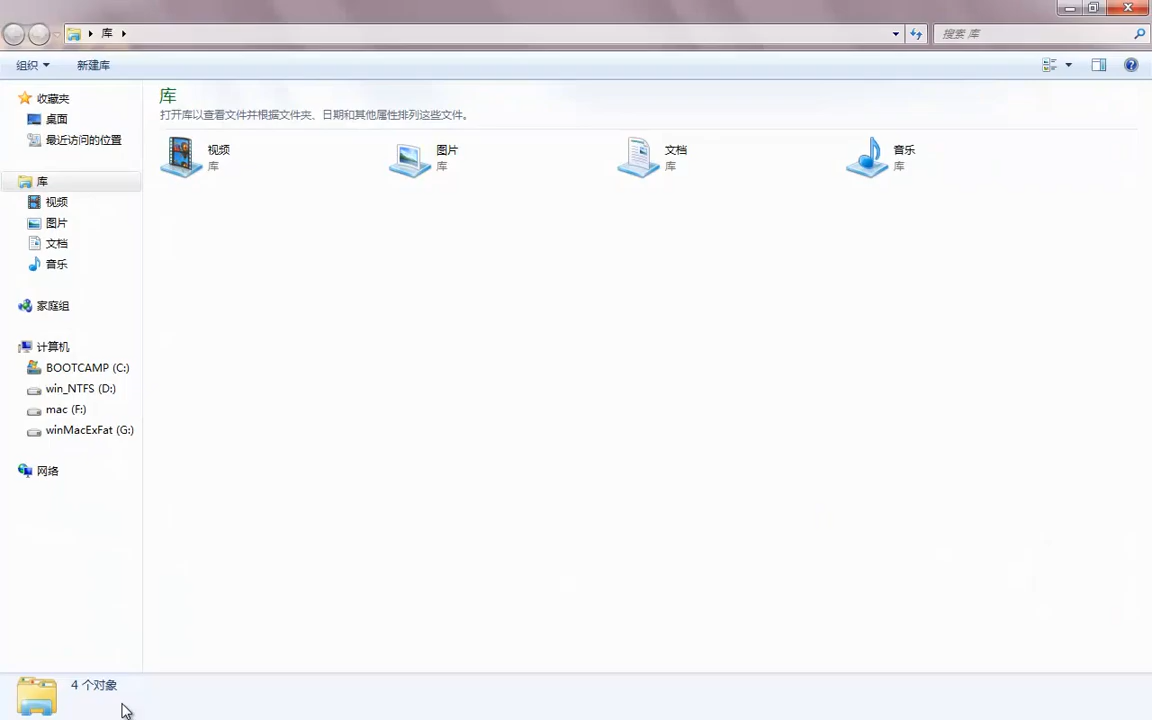 库
搜索 库
组织 新建库
收藏夹
桌面
最近访问的位置
库
视频
图片
文档
音乐
家庭组
计算机
BOOTCAMP (C:)
win_NTFS (D:)
mac (F:)
winMacExFat (G:)
网络
库
打开库以查看文件并根据文件夹、日期和其他属性排列这些文件。
视频
库
图片
库
文档
库
音乐
库
4 个对象